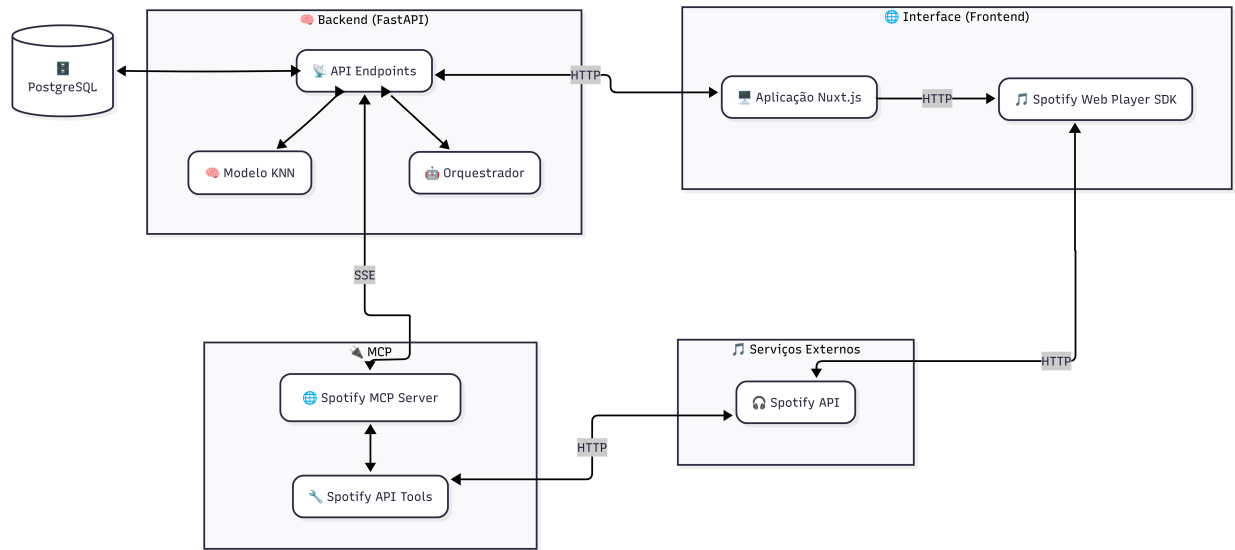 🧠 Backend (FastAPI)
🌐 Interface (Frontend)
🗄️
PostgreSQL
📡 API Endpoints
HTTP
🖥️ Aplicação Nuxt.js
HTTP
🎵 Spotify Web Player SDK
🧠 Modelo KNN
🤖 Orquestrador
SSE
🔌 MCP
🎵 Serviços Externos
HTTP
🌐 Spotify MCP Server
🎧 Spotify API
HTTP
🔧 Spotify API Tools